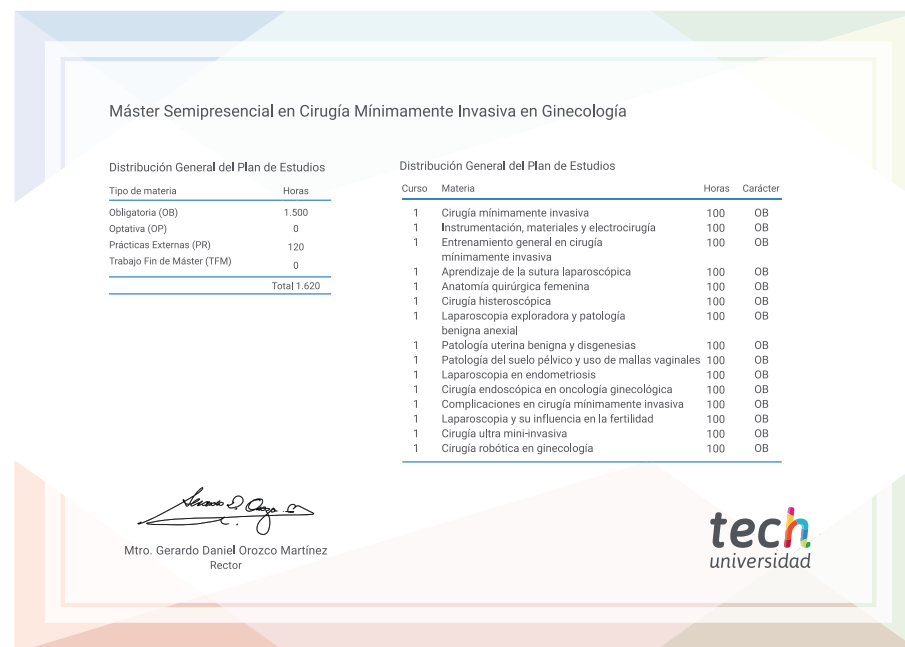 Máster Semipresencial en Cirugía Mínimamente Invasiva en Ginecología
Distribución General del Plan de Estudios
Tipo de materia Horas
Obligatoria (OB) 1.500
Optativa (OP) 0
Prácticas Externas (PR) 120
Trabajo Fin de Máster (TFM) 0
Total 1.620
Distribución General del Plan de Estudios
Curso Materia Horas Carácter
1 Cirugía mínimamente invasiva 100 OB
1 Instrumentación, materiales y electrocirugía 100 OB
1 Entrenamiento general en cirugía 100 OB
mínimamente invasiva
1 Aprendizaje de la sutura laparoscópica 100 OB
1 Anatomía quirúrgica femenina 100 OB
1 Cirugía histeroscópica 100 OB
1 Laparoscopia exploradora y patología 100 OB
benigna anexial
1 Patología uterina benigna y disgenesias 100 OB
1 Patología del suelo pélvico y uso de mallas vaginales 100 OB
1 Laparoscopia en endometriosis 100 OB
1 Cirugía endoscópica en oncología ginecológica 100 OB
1 Complicaciones en cirugía mínimamente invasiva 100 OB
1 Laparoscopia y su influencia en la fertilidad 100 OB
1 Cirugía ultra mini-invasiva 100 OB
1 Cirugía robótica en ginecología 100 OB
Mtro. Gerardo Daniel Orozco Martínez
Rector
tech
universidad